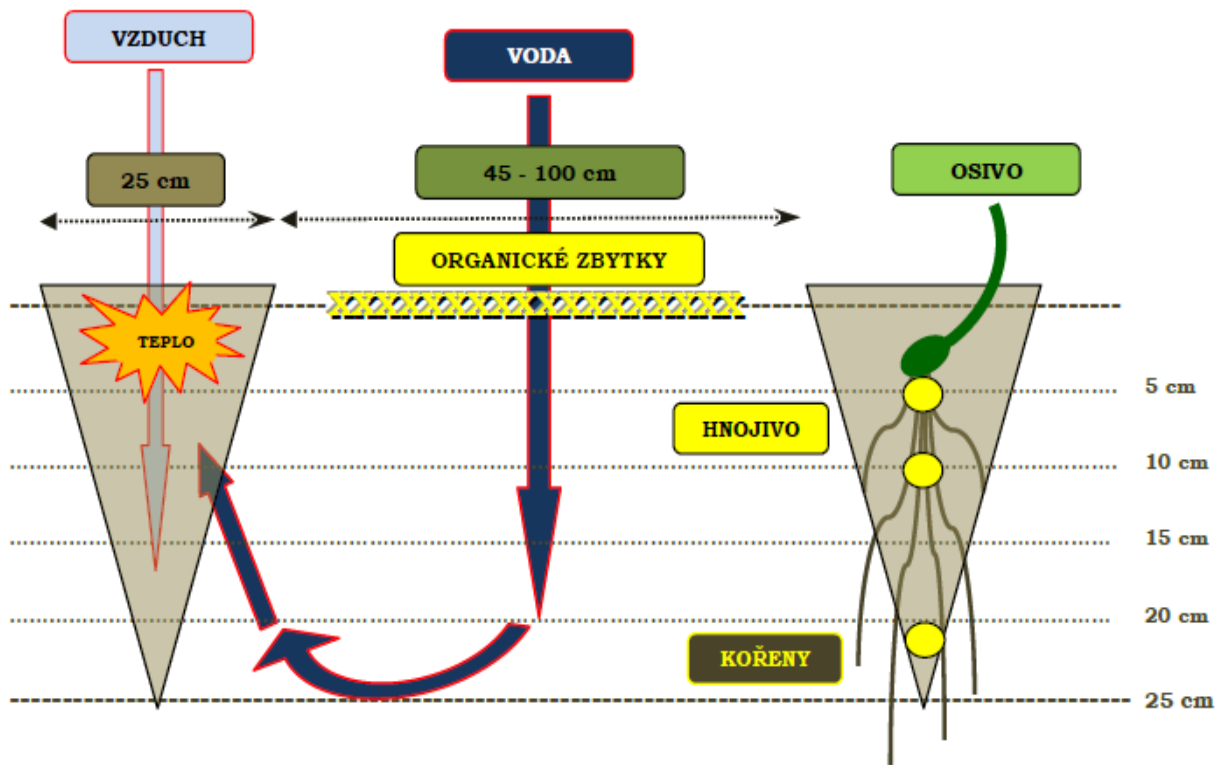 VZDUCH
VODA
25 cm
45 - 100 cm
OSIVO
ORGANICKÉ ZBYTKY
TEPLO
5 cm
HNOJIVO
10 cm
15 cm
20 cm
KOŘENY
25 cm